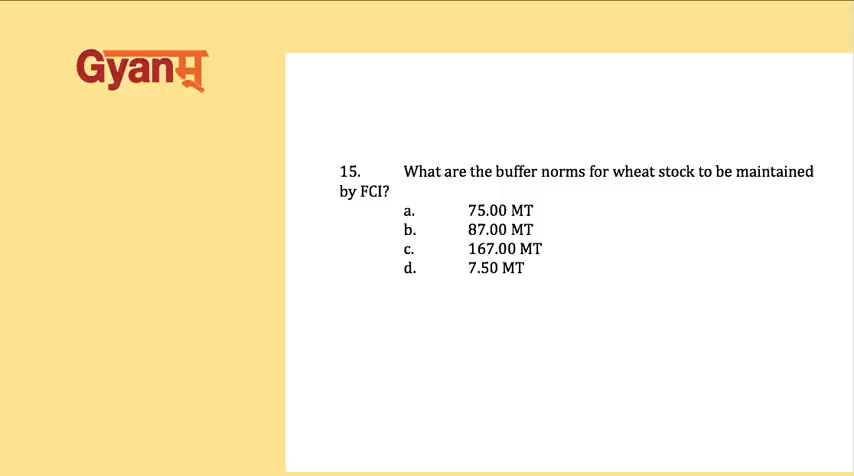 Gyanम्
15. What are the buffer norms for wheat stock to be maintained
by FCI?
a. 75.00 MT
b. 87.00 MT
c. 167.00 MT
d. 7.50 MT